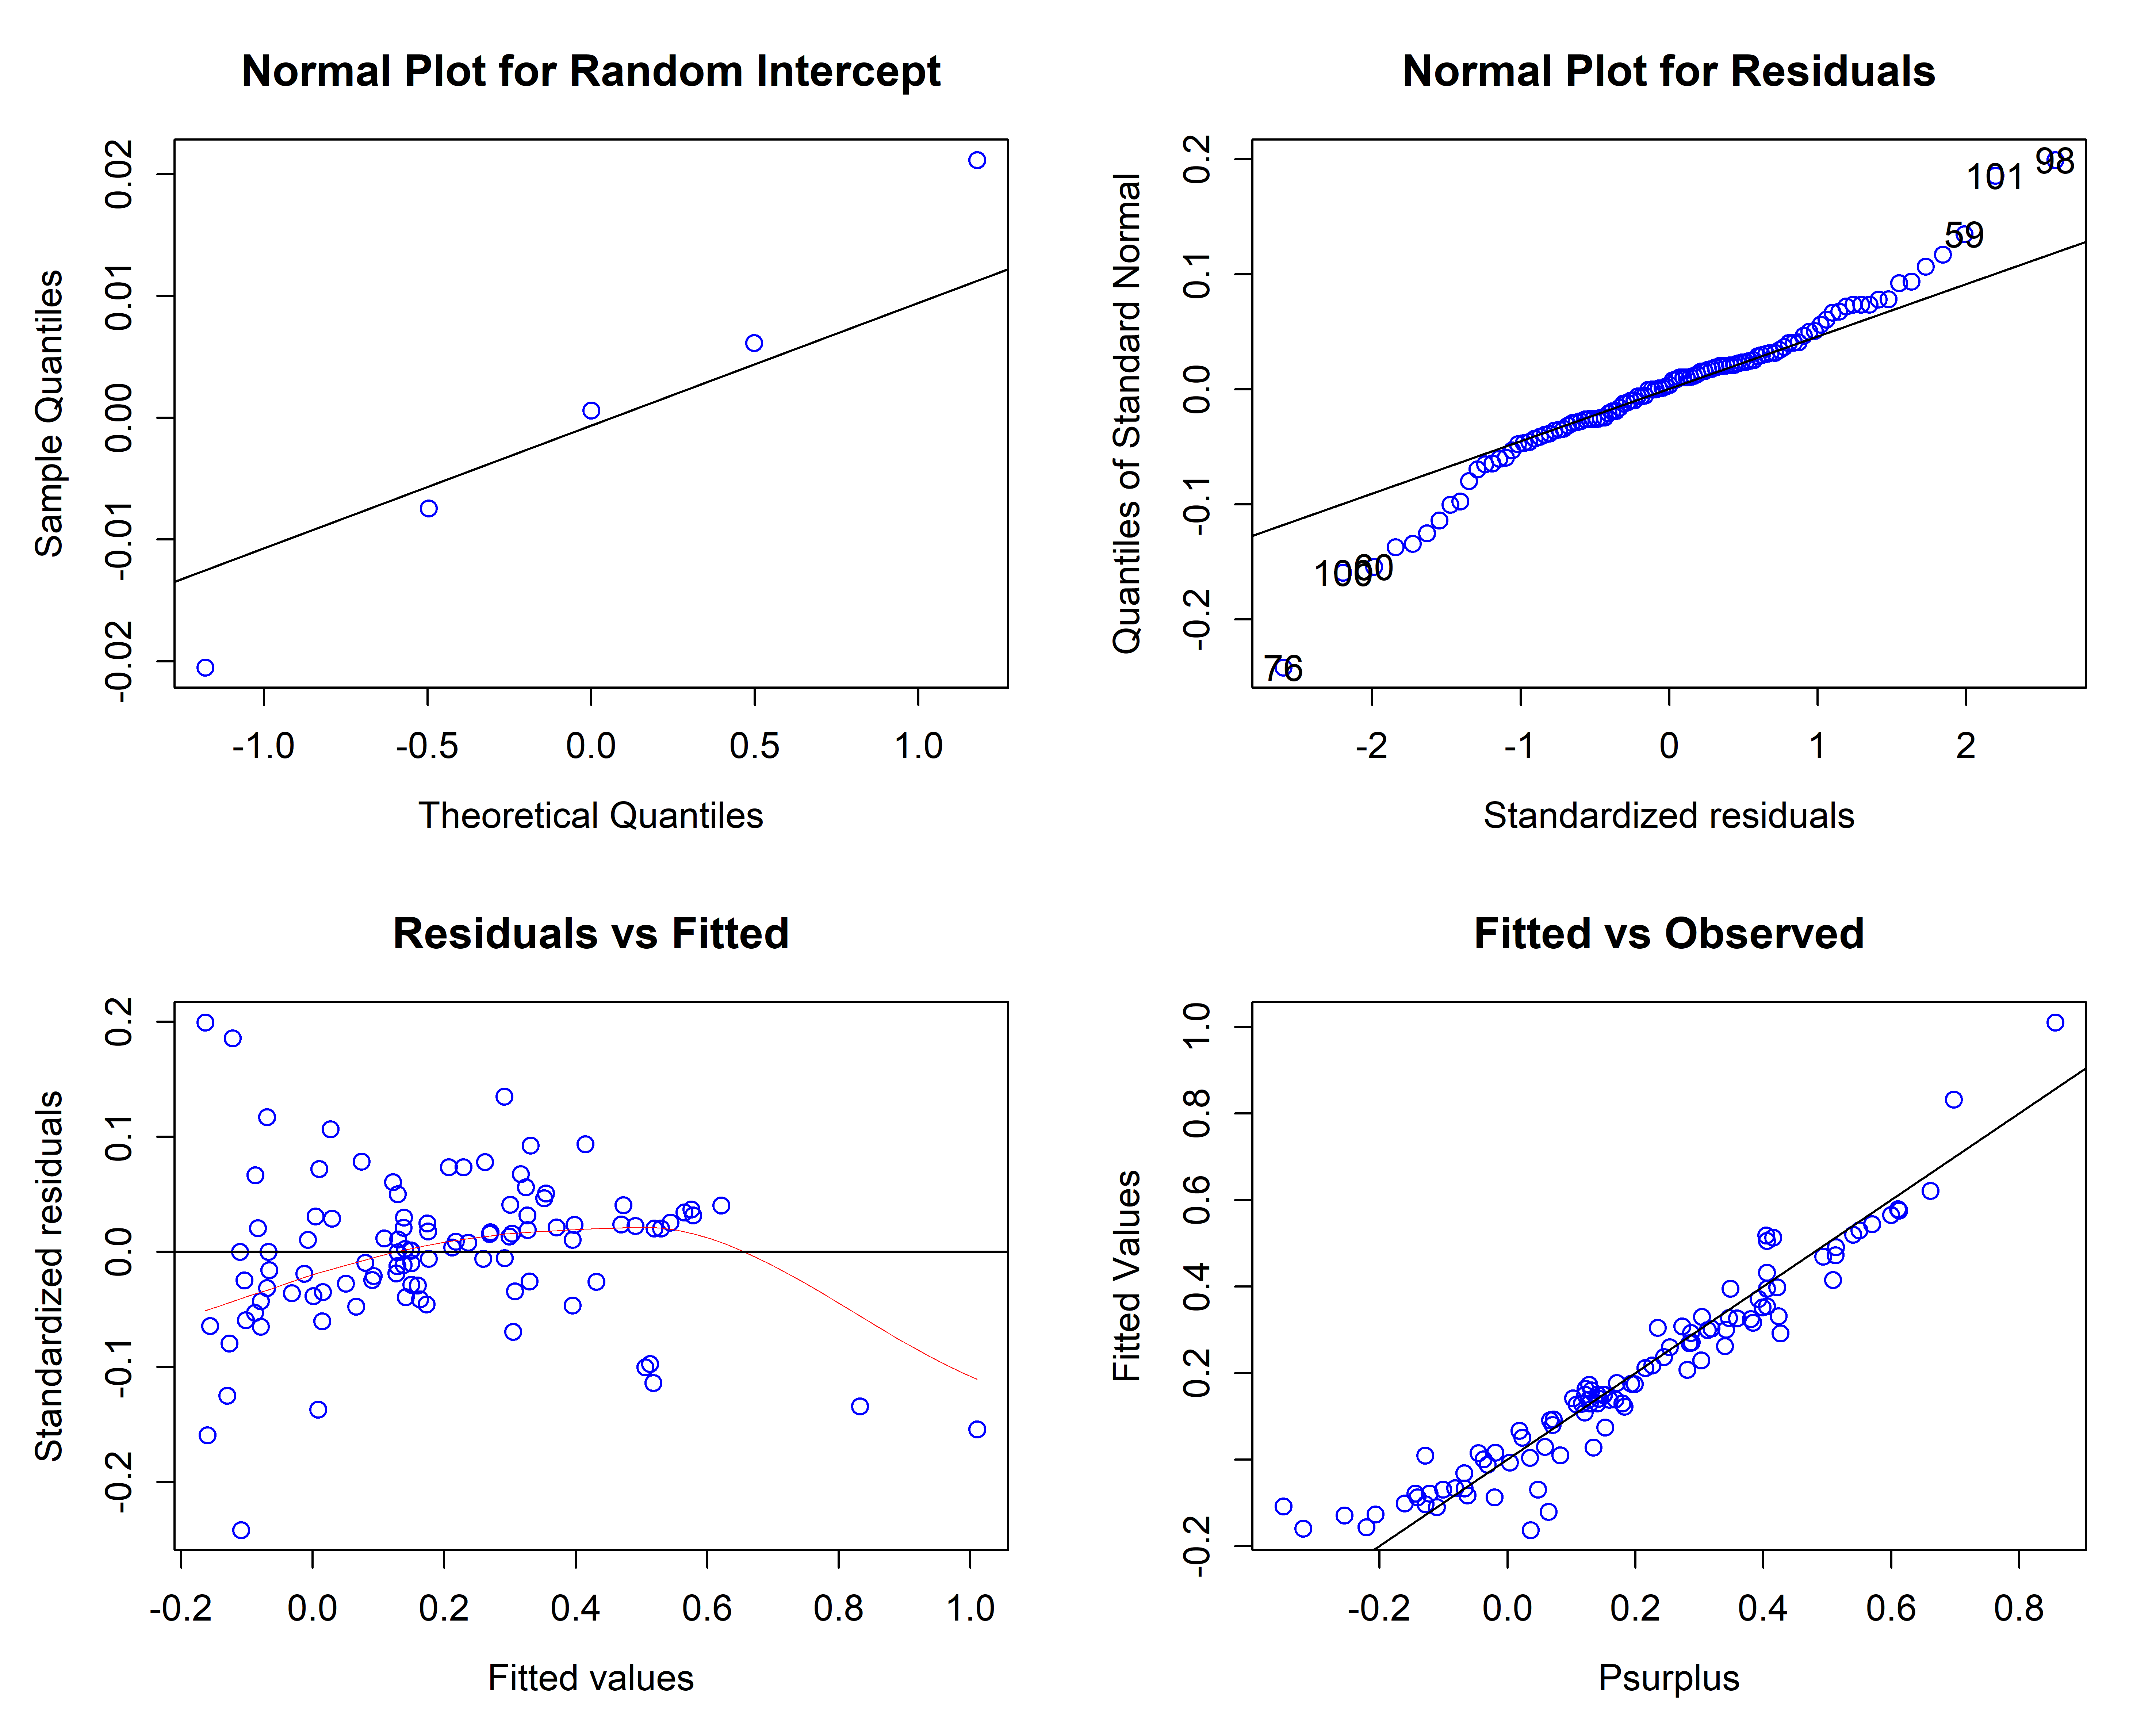 Normal Plot for Random Intercept
Sample Quantiles
0.02
0.01
0.00
-0.01
-0.02
-1.0 -0.5 0.0 0.5 1.0
Theoretical Quantiles
Normal Plot for Residuals
Quantiles of Standard Normal
0.2
0.1
0.0
-0.1
-0.2
98
101
59
60
76
-2 -1 0 1 2
Standardized residuals
Residuals vs Fitted
Standardized residuals
0.2
0.1
0.0
-0.1
-0.2
-0.2 0.0 0.2 0.4 0.6 0.8 1.0
Fitted values
Fitted vs Observed
Fitted Values
1.0
0.8
0.6
0.4
0.2
-0.2
-0.2 0.0 0.2 0.4 0.6 0.8
Psurplus